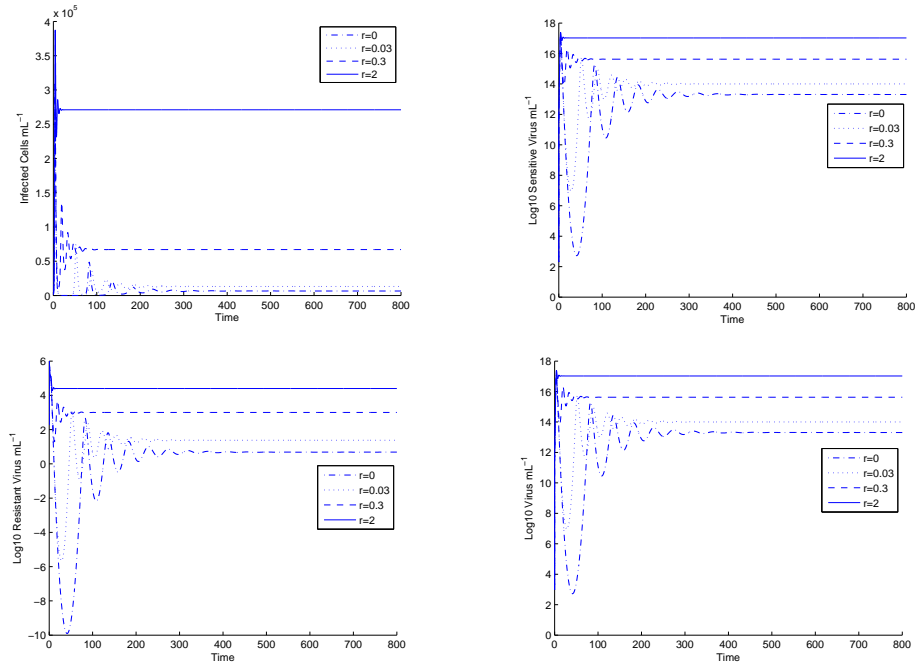 x 10⁵
4
3.5
3
2.5
2
1.5
1
0.5
0
Infected Cells mL⁻¹
0 100 200 300 400 500 600 700 800
Time
r=0
r=0.03
r=0.3
r=2
18
16
14
12
10
8
6
4
2
0
Log10 Sensitive Virus mL⁻¹
0 100 200 300 400 500 600 700 800
Time
r=0
r=0.03
r=0.3
r=2
6
4
2
0
−2
−4
−6
−8
−10
Log10 Resistant Virus mL⁻¹
0 100 200 300 400 500 600 700 800
Time
r=0
r=0.03
r=0.3
r=2
18
16
14
12
10
8
6
4
2
0
Log10 Virus mL⁻¹
0 100 200 300 400 500 600 700 800
Time
r=0
r=0.03
r=0.3
r=2